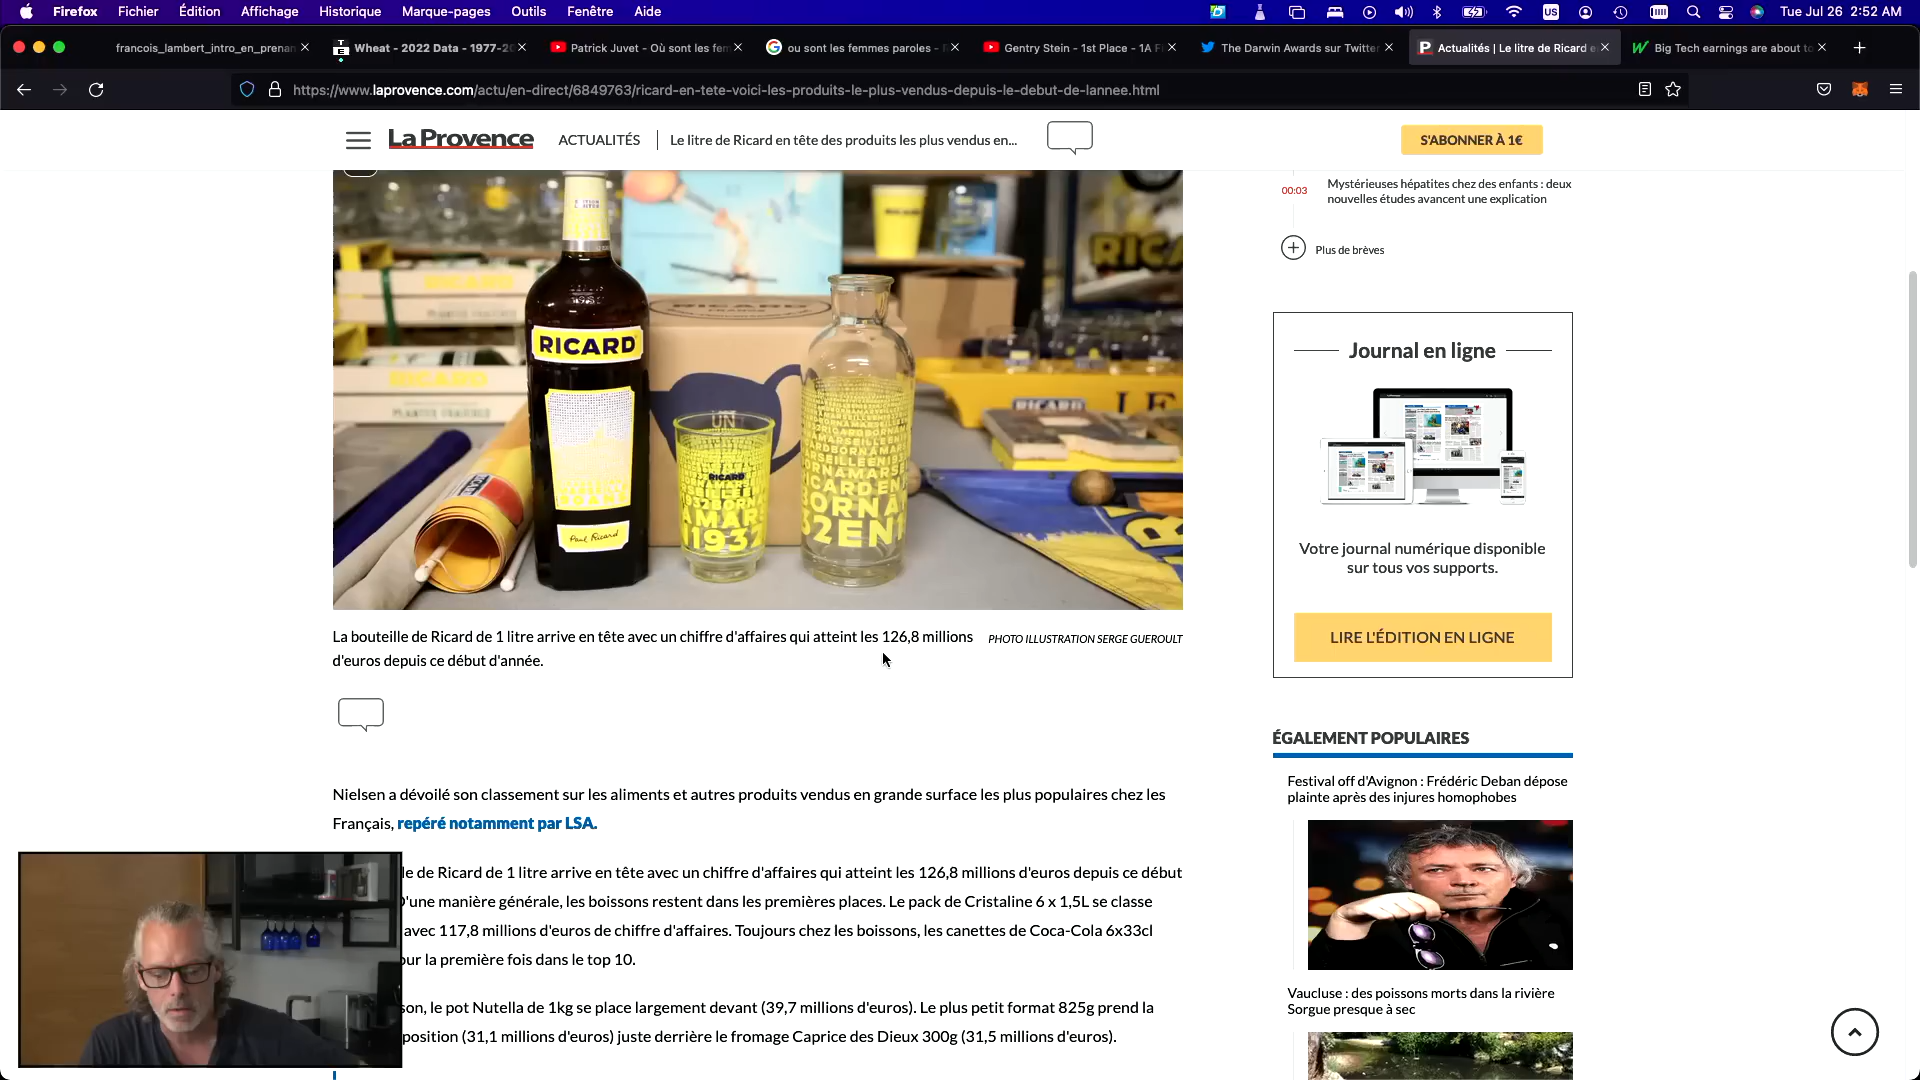 Firefox Fichier Édition Affichage Historique Marque-pages Outils Fenêtre Aide
US
Tue Jul 26 2:52 AM
francois_lambert_intro_en_prenan
Wheat - 2022 Data - 1977-20
Patrick Juvet - Où sont les fem
ou sont les femmes paroles -
Gentry Stein - 1st Place - 1A F
The Darwin Awards sur Twitter
Actualités | Le litre de Ricard e
Big Tech earnings are about to
https://www.laprovence.com/actu/en-direct/6849763/ricard-en-tete-voici-les-produits-le-plus-vendus-depuis-le-debut-de-lannee.html
La Provence
ACTUALITÉS
Le litre de Ricard en tête des produits les plus vendus en...
S'ABONNER À 1€
RICARD
Paul Ricard
RICARD
1932
La bouteille de Ricard de 1 litre arrive en tête avec un chiffre d'affaires qui atteint les 126,8 millions
d'euros depuis ce début d'année.
PHOTO ILLUSTRATION SERGE GUEROULT
Nielsen a dévoilé son classement sur les aliments et autres produits vendus en grande surface les plus populaires chez les
Français, repéré notamment par LSA.
le de Ricard de 1 litre arrive en tête avec un chiffre d'affaires qui atteint les 126,8 millions d'euros depuis ce début
D'une manière générale, les boissons restent dans les premières places. Le pack de Cristaline 6 x 1,5L se classe
avec 117,8 millions d'euros de chiffre d'affaires. Toujours chez les boissons, les canettes de Coca-Cola 6x33cl
our la première fois dans le top 10.
son, le pot Nutella de 1kg se place largement devant (39,7 millions d'euros). Le plus petit format 825g prend la
position (31,1 millions d'euros) juste derrière le fromage Caprice des Dieux 300g (31,5 millions d'euros).
00:03
Mystérieuses hépatites chez des enfants : deux
nouvelles études avancent une explication
Plus de brèves
Journal en ligne
Votre journal numérique disponible
sur tous vos supports.
LIRE L'ÉDITION EN LIGNE
ÉGALEMENT POPULAIRES
Festival off d'Avignon : Frédéric Deban dépose
plainte après des injures homophobes
Vaucluse : des poissons morts dans la rivière
Sorgue presque à sec